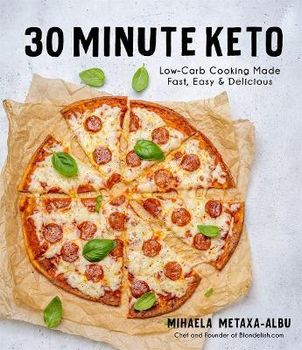 30 MINUTE KETO
Low-Carb Cooking Made
Fast, Easy & Delicious
MIHAELA METAXA-ALBU
Chef and Founder of Blondelish.com